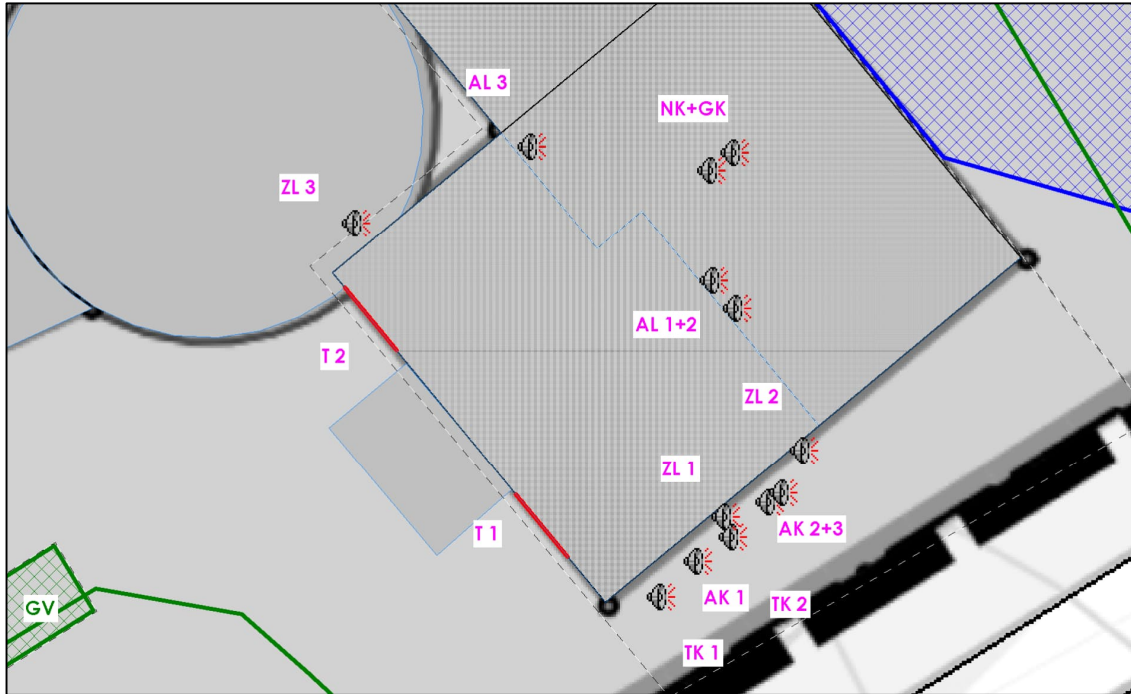 AL 3
NK+GK
ZL 3
AL 1+2
T 2
ZL 2
ZL 1
T 1
AK 2+3
GV
AK 1
TK 2
TK 1